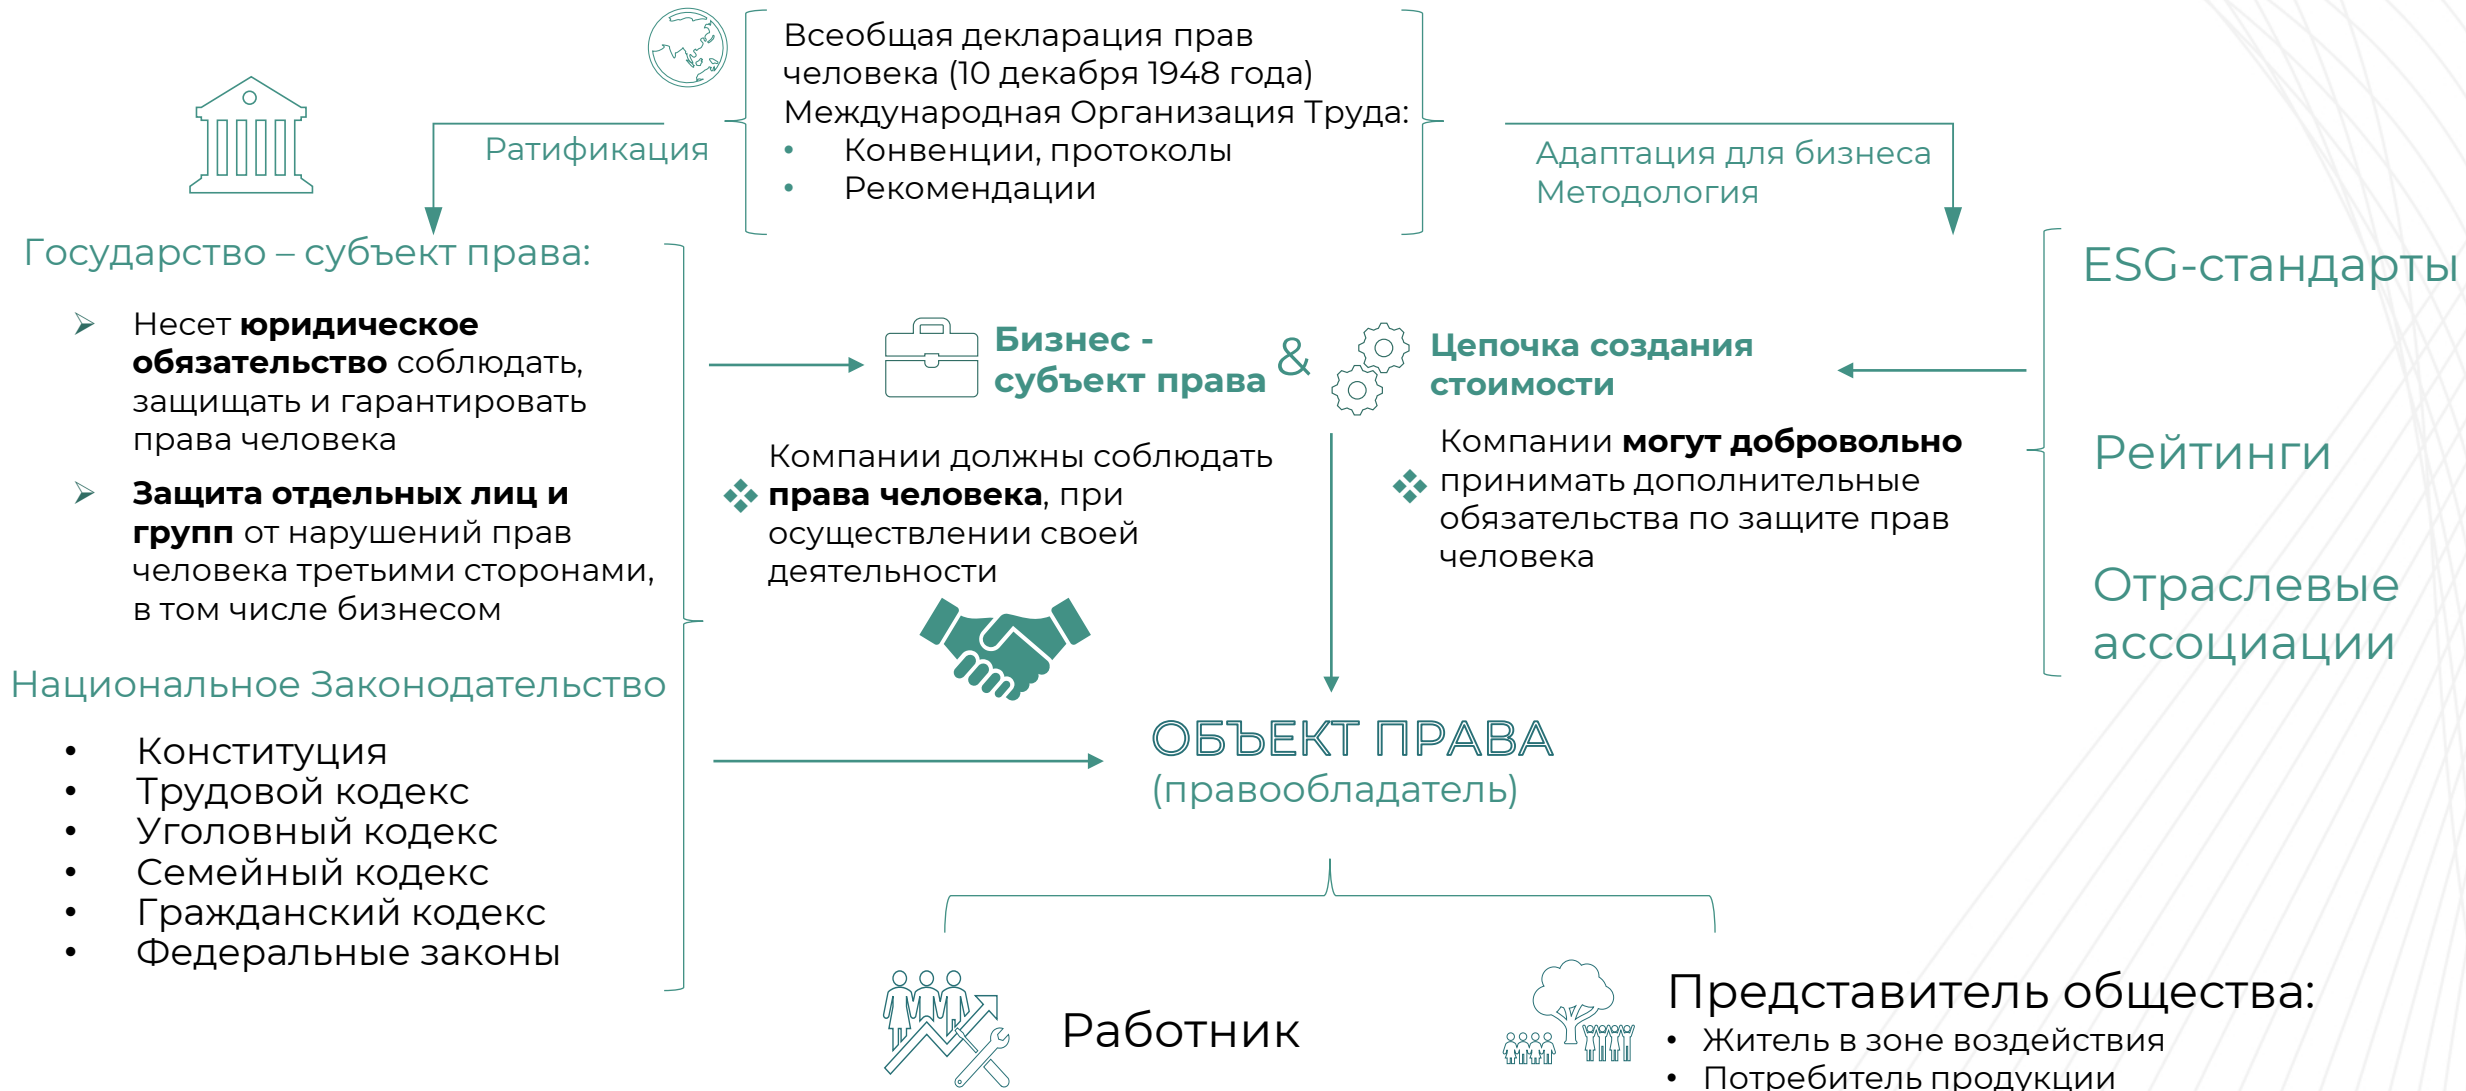 Всеобщая декларация прав
человека (10 декабря 1948 года)
Международная Организация Труда:
• Конвенции, протоколы
• Рекомендации
Ратификация
Адаптация для бизнеса
Методология
Государство – субъект права:
➢ Несет юридическое
обязательство соблюдать,
защищать и гарантировать
права человека
➢ Защита отдельных лиц и
групп от нарушений прав
человека третьими сторонами,
в том числе бизнесом
Национальное Законодательство
• Конституция
• Трудовой кодекс
• Уголовный кодекс
• Семейный кодекс
• Гражданский кодекс
• Федеральные законы
Бизнес -
субъект права
&
Цепочка создания
стоимости
❖ Компании должны соблюдать
права человека, при
осуществлении своей
деятельности
❖ Компании могут добровольно
принимать дополнительные
обязательства по защите прав
человека
ESG-стандарты
Рейтинги
Отраслевые
ассоциации
ОБЪЕКТ ПРАВА
(правообладатель)
Работник
Представитель общества:
• Житель в зоне воздействия
• Потребитель продукции